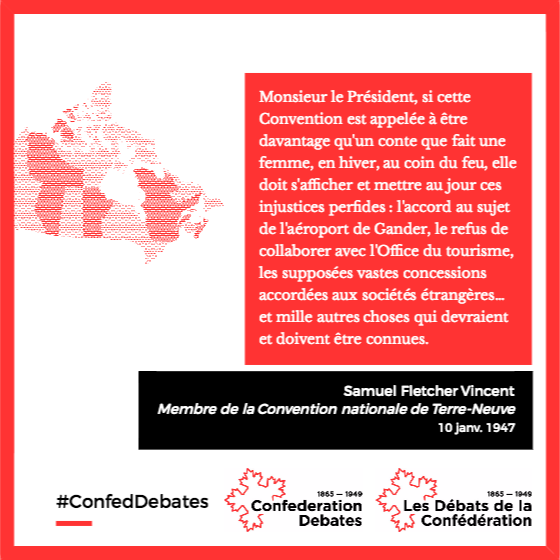 Monsieur le Président, si cette
Convention est appelée à être
davantage qu'un conte que fait une
femme, en hiver, au coin du feu, elle
doit s'afficher et mettre au jour ces
injustices perfides : l'accord au sujet
de l'aéroport de Gander, le refus de
collaborer avec l'Office du tourisme,
les supposées vastes concessions
accordées aux sociétés étrangères...
et mille autres choses qui devraient
et doivent être connues.
Samuel Fletcher Vincent
Membre de la Convention nationale de Terre-Neuve
10 janv. 1947
#ConfedDebates
1865 — 1949
Confederation
Debates
1865 — 1949
Les Débats de la
Confédération